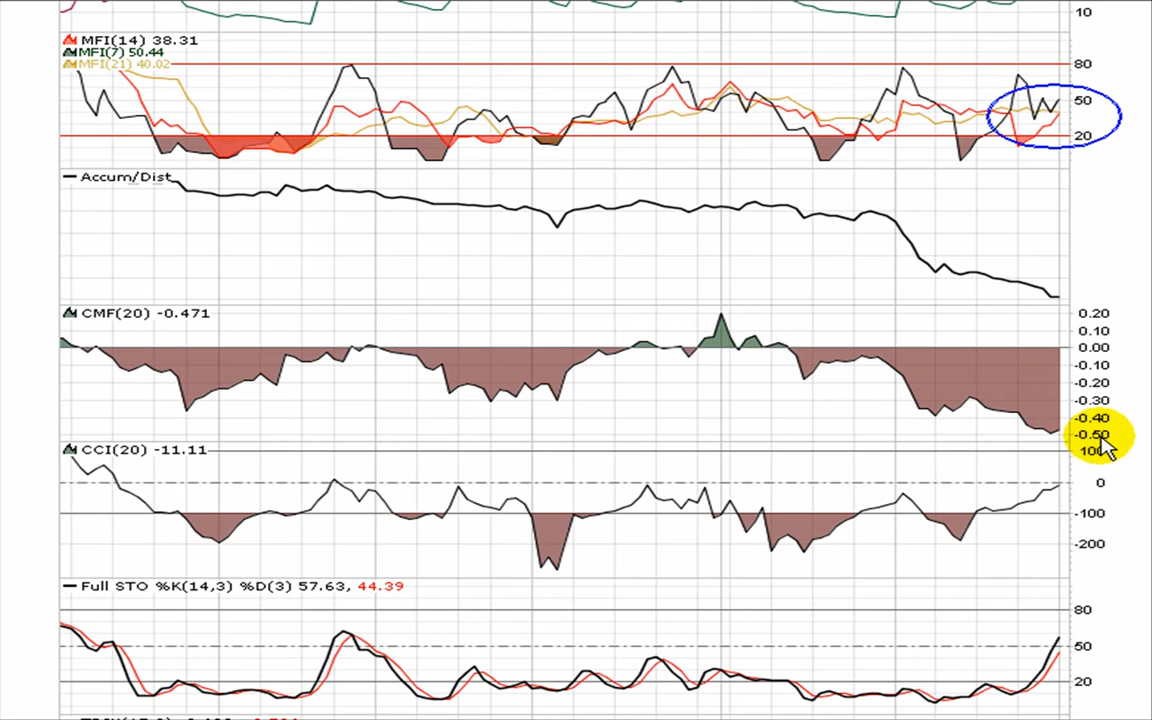 10
MFI(14) 38.31
MFI(7) 50.44
MFI(21) 40.02
80
50
20
Accum/Dist
CMF(20) -0.471
0.20
0.10
0.00
-0.10
-0.20
-0.30
-0.40
-0.50
CCI(20) -11.11
100
0
-100
-200
Full STO %K(14,3) %D(3) 57.63, 44.39
80
50
20